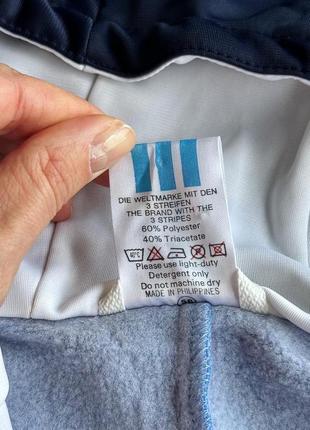 DIE WELTMARKE MIT DEN
3 STREIFEN
THE BRAND WITH THE
3 STRIPES
60% Polyester
40% Triacetate
40°C
Please use light-duty
Detergent only
Do not machine dry
MADE IN PHILIPPINES